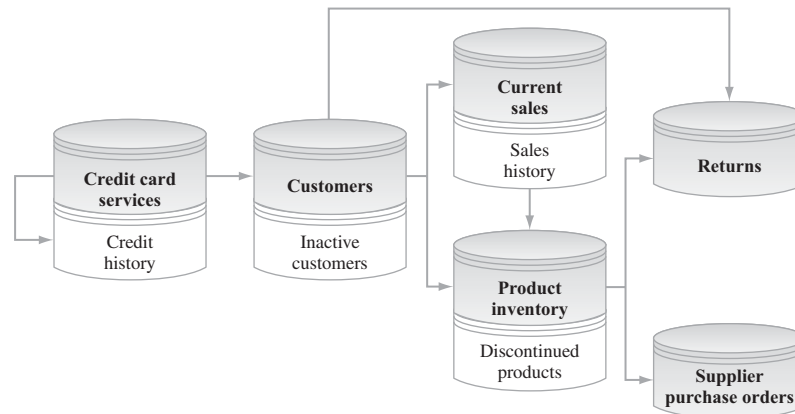 Current
sales
Sales
history
Credit card
services
Credit
history
Customers
Inactive
customers
Returns
Product
inventory
Discontinued
products
Supplier
purchase orders